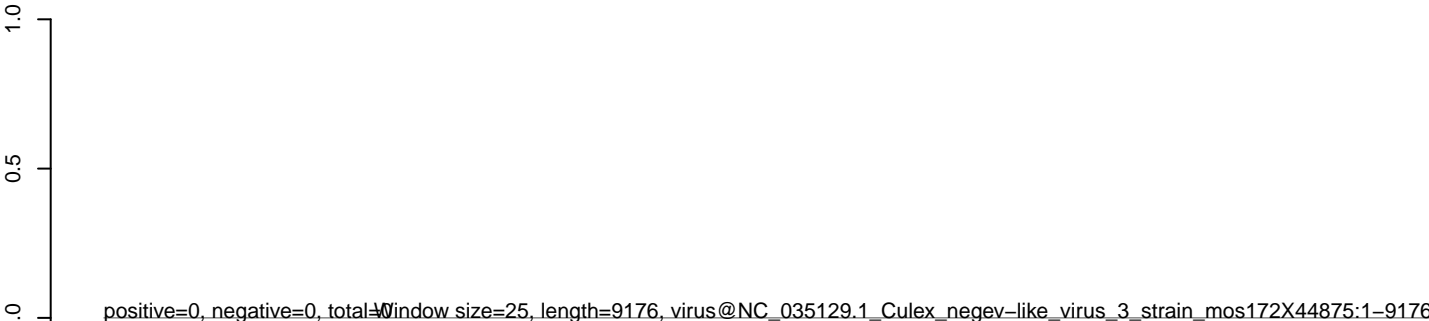 1.0
0.5
.0
positive=0, negative=0, total=0
Window size=25, length=9176, virus@NC_035129.1_Culex_negev−like_virus_3_strain_mos172X44875:1−9176